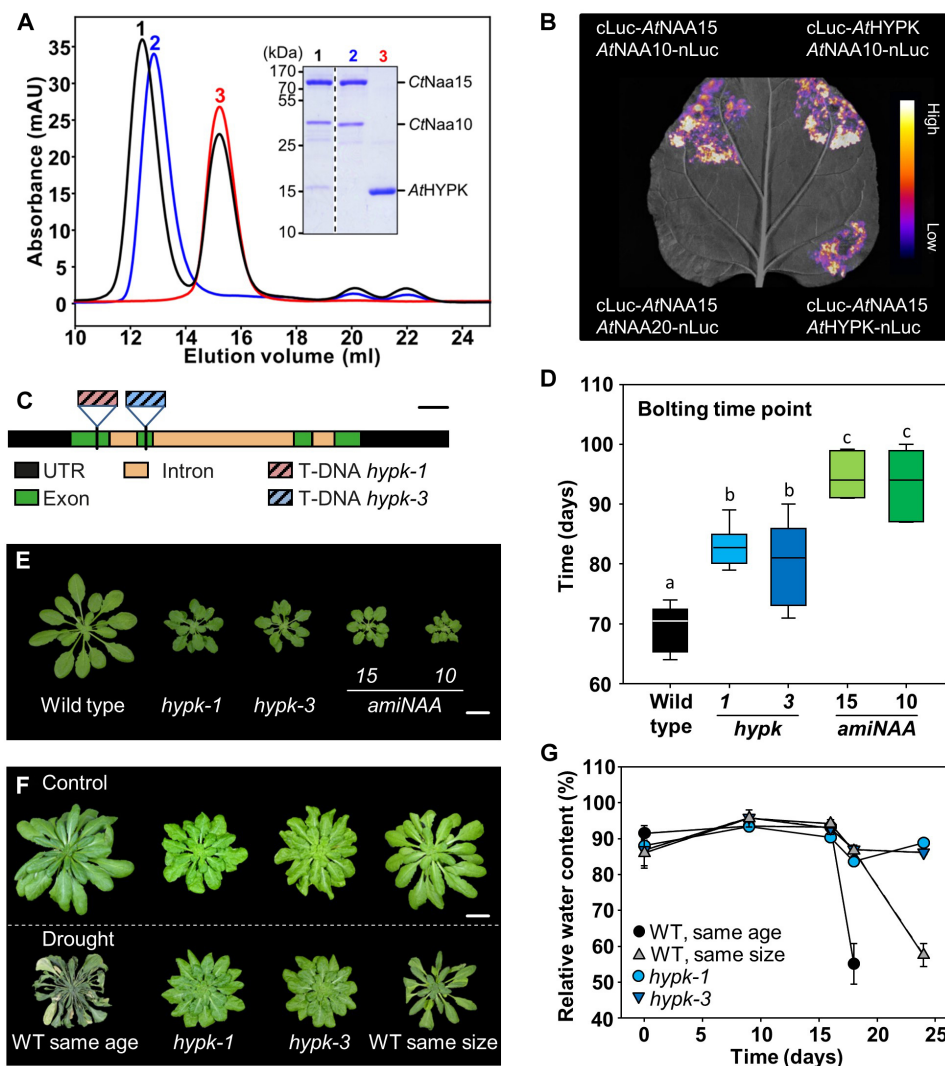 A
Absorbance (mAU)
35
30
25
20
15
10
5
0
1
2
3
(kDa) 1 2 3
170
70
55
25
15
10
CtNaa15
CtNaa10
AtHYPK
10 12 14 16 18 20 22 24
Elution volume (ml)
B
cLuc-AtNAA15 cLuc-AtHYPK
AtNAA10-nLuc AtNAA10-nLuc
High
Low
cLuc-AtNAA15 cLuc-AtNAA15
AtNAA20-nLuc AtHYPK-nLuc
C
UTR Intron T-DNA hypk-1
Exon T-DNA hypk-3
D
Bolting time point
Time (days)
110
100
90
80
70
60
a
b
b
c
c
Wild 1 3 15 10
type hypk amiNAA
E
15 10
Wild type hypk-1 hypk-3 amiNAA
F
Control
Drought
WT same age hypk-1 hypk-3 WT same size
G
Relative water content (%)
110
100
90
80
70
60
50
40
WT, same age
WT, same size
hypk-1
hypk-3
0 5 10 15 20 25
Time (days)